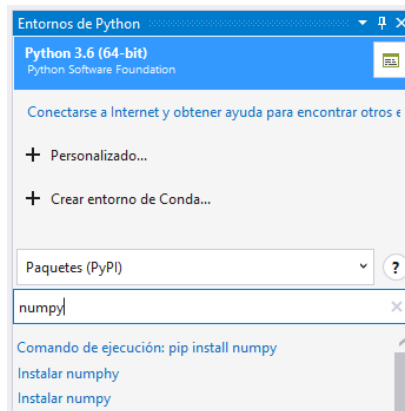 Entornos de Python
Python 3.6 (64-bit)
Python Software Foundation
Conectarse a Internet y obtener ayuda para encontrar otros e
+ Personalizado...
+ Crear entorno de Conda...
Paquetes (PyPI)
?
numpy
Comando de ejecución: pip install numpy
Instalar numphy
Instalar numpy